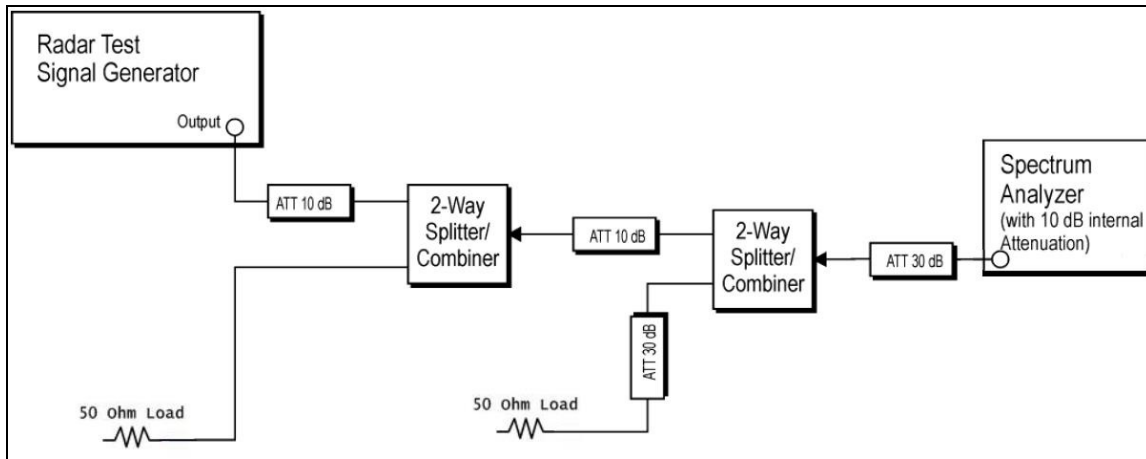 Radar Test
Signal Generator
Output
ATT 10 dB
2-Way
Splitter/
Combiner
ATT 10 dB
2-Way
Splitter/
Combiner
ATT 30 dB
Spectrum
Analyzer
(with 10 dB internal
Attenuation)
ATT 30 dB
50 Ohm Load
50 Ohm Load